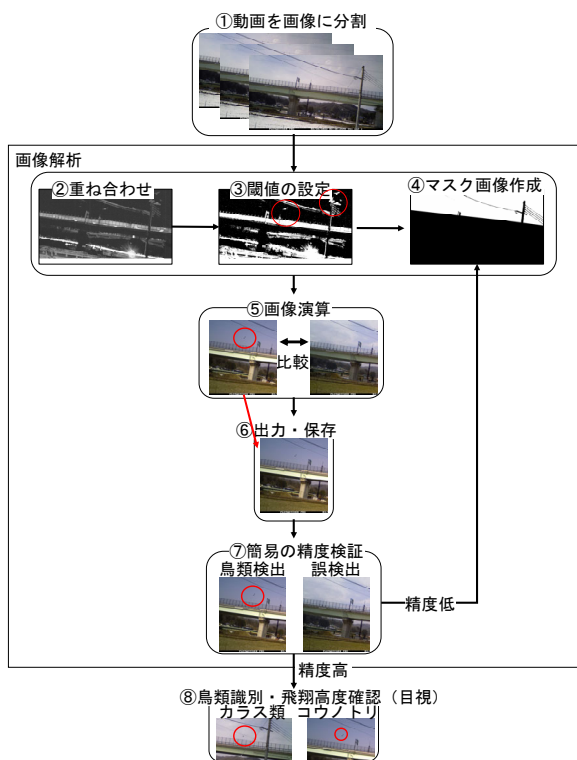 ①動画を画像に分割
画像解析
②重ね合わせ
③閾値の設定
④マスク画像作成
⑤画像演算
比較
⑥出力・保存
⑦簡易の精度検証
鳥類検出
誤検出
精度低
精度高
⑧鳥類識別・飛翔高度確認（目視）
カラス類
コウノトリ